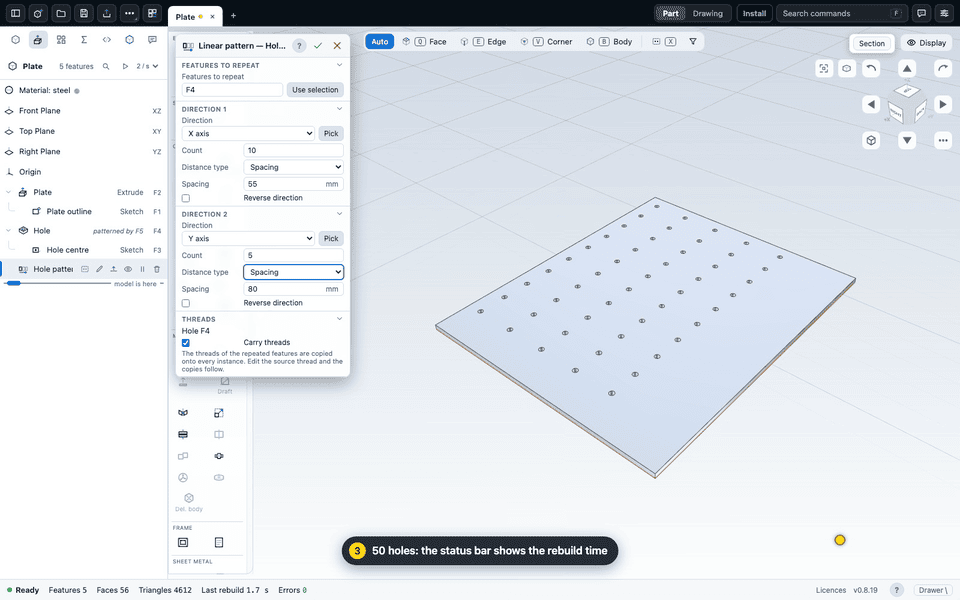 Plate
Part
Drawing
Install
Search commands
F
Plate
5 features
2 / s
Material: steel
Front Plane XZ
Top Plane XY
Right Plane YZ
Origin
Plate Extrude F2
Plate outline Sketch F1
Hole patterned by F5 F4
Hole centre Sketch F3
Hole patter
model is here
Linear pattern — Hol...
?
FEATURES TO REPEAT
Features to repeat
F4
Use selection
DIRECTION 1
Direction
X axis
Pick
Count 10
Distance type Spacing
Spacing 55 mm
Reverse direction
DIRECTION 2
Direction
Y axis
Pick
Count 5
Distance type Spacing
Spacing 80 mm
Reverse direction
THREADS
Hole F4
Carry threads
The threads of the repeated features are copied
onto every instance. Edit the source thread and the
copies follow.
Draft
Del. body
FRAME
SHEET METAL
Auto
Q Face
E Edge
V Corner
B Body
X
Section
Display
3 50 holes: the status bar shows the rebuild time
Ready Features 5 Faces 56 Triangles 4612 Last rebuild 1.7 s Errors 0
Licences v0.8.19 ? Drawer \